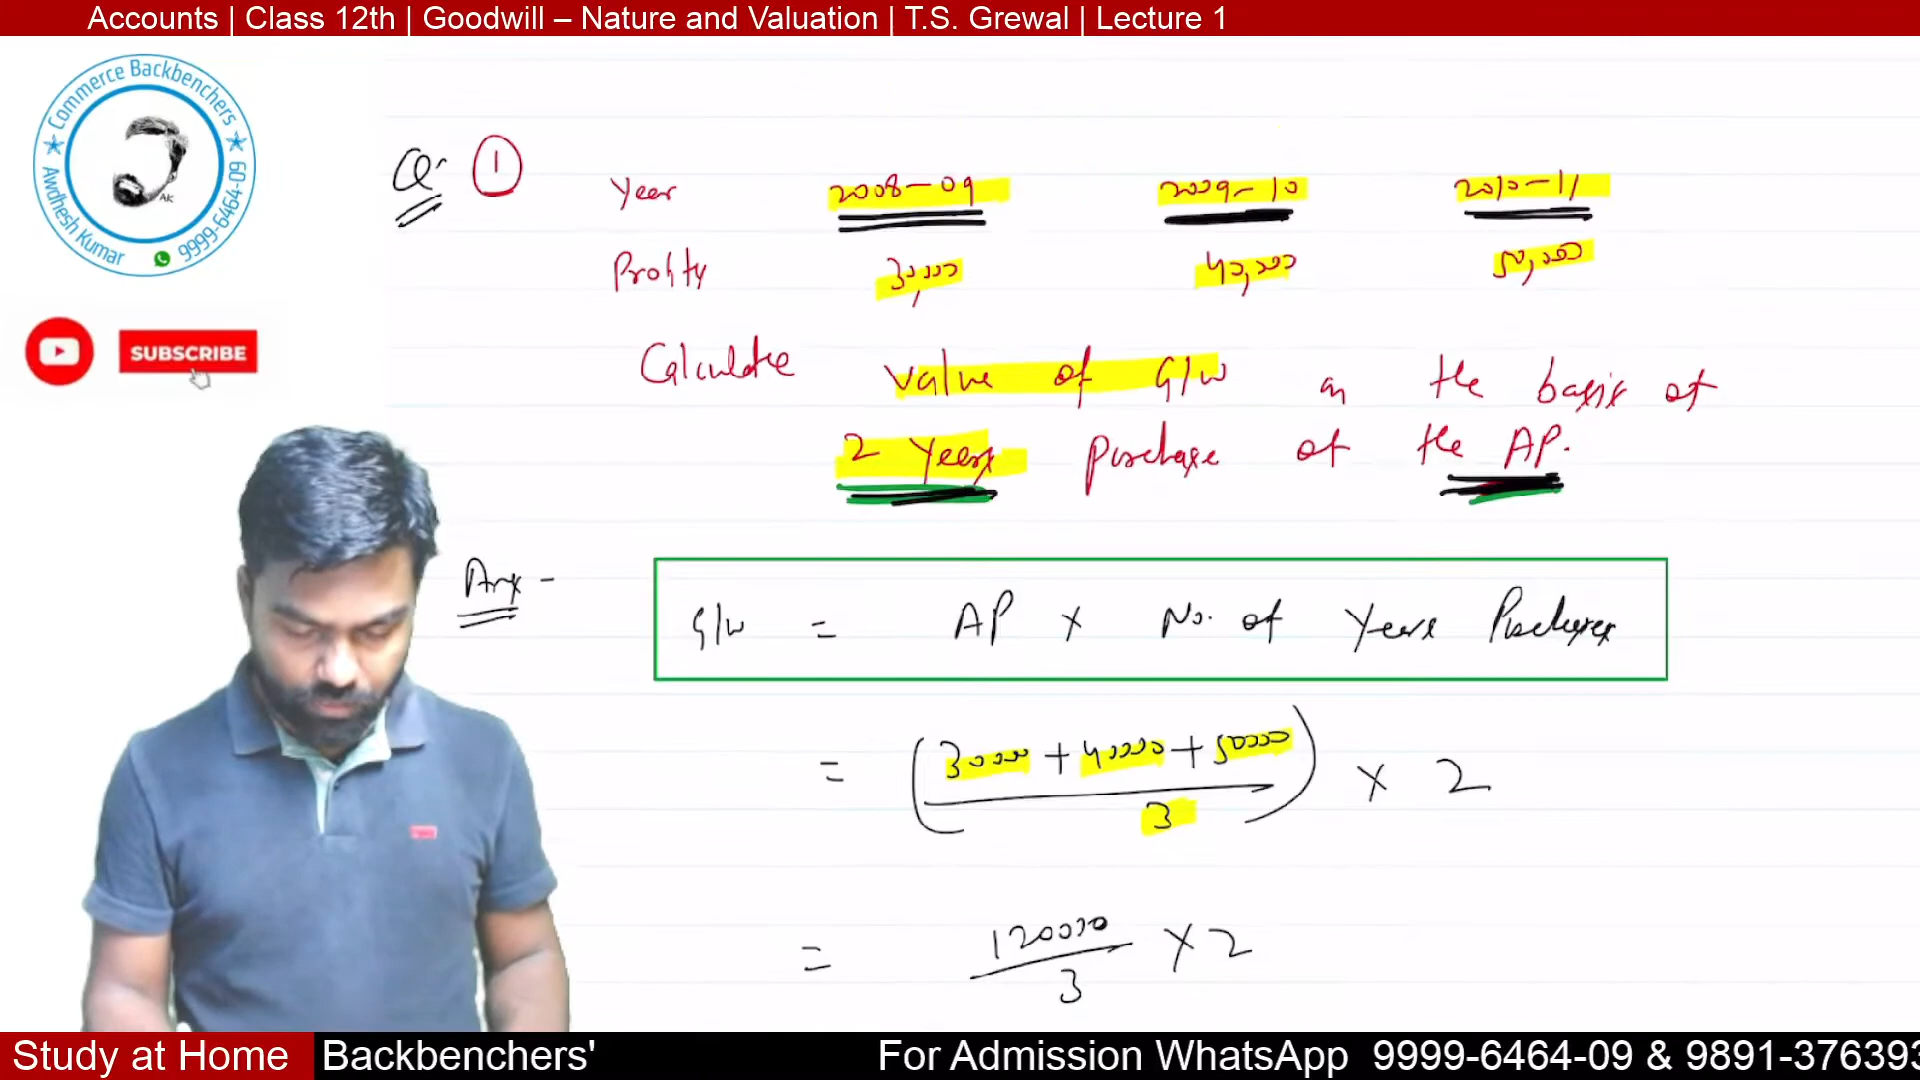 Accounts | Class 12th | Goodwill – Nature and Valuation | T.S. Grewal | Lecture 1
Commerce Backbenchers
AK
Awdhesh Kumar
9999-6464-09
SUBSCRIBE
Q. 1
Year 2008-09 2009-10 2010-11
Profits 30,000 40,000 50,000
Calculate value of G/w on the basis of
2 Years purchase of the AP.
Ans -
G/w = AP x No. of Years Purchases
= (30000 + 40000 + 50000 / 3) x 2
= 120000 / 3 x 2
Study at Home Backbenchers' For Admission WhatsApp 9999-6464-09 & 9891-376393